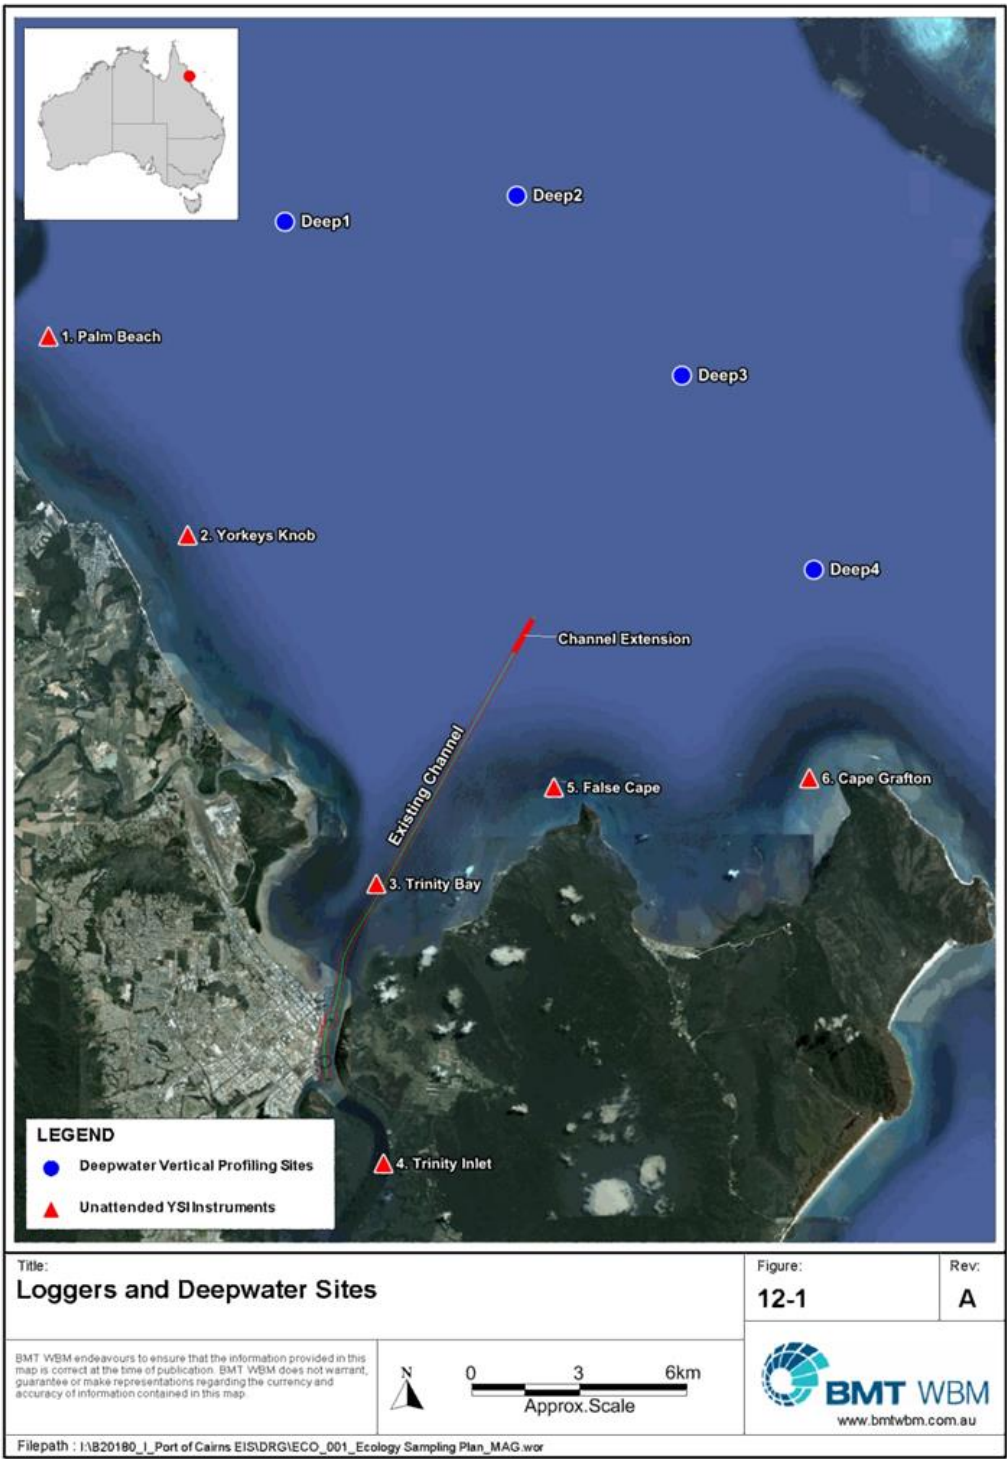 Deep1
Deep2
1. Palm Beach
Deep3
2. Yorkeys Knob
Deep4
Channel Extension
Existing Channel
5. False Cape
6. Cape Grafton
3. Trinity Bay
4. Trinity Inlet
LEGEND
Deepwater Vertical Profiling Sites
Unattended YSI Instruments
Title:
Loggers and Deepwater Sites
Figure:
12-1
Rev:
A
BMT WBM endeavours to ensure that the information provided in this
map is correct at the time of publication. BMT WBM does not warrant,
guarantee or make representations regarding the currency and
accuracy of information contained in this map.
N
0 3 6km
Approx.Scale
BMT WBM
www.bmtwbm.com.au
Filepath : I:\B20180_I_Port of Cairns EIS\DRG\ECO_001_Ecology Sampling Plan_MAG.wor